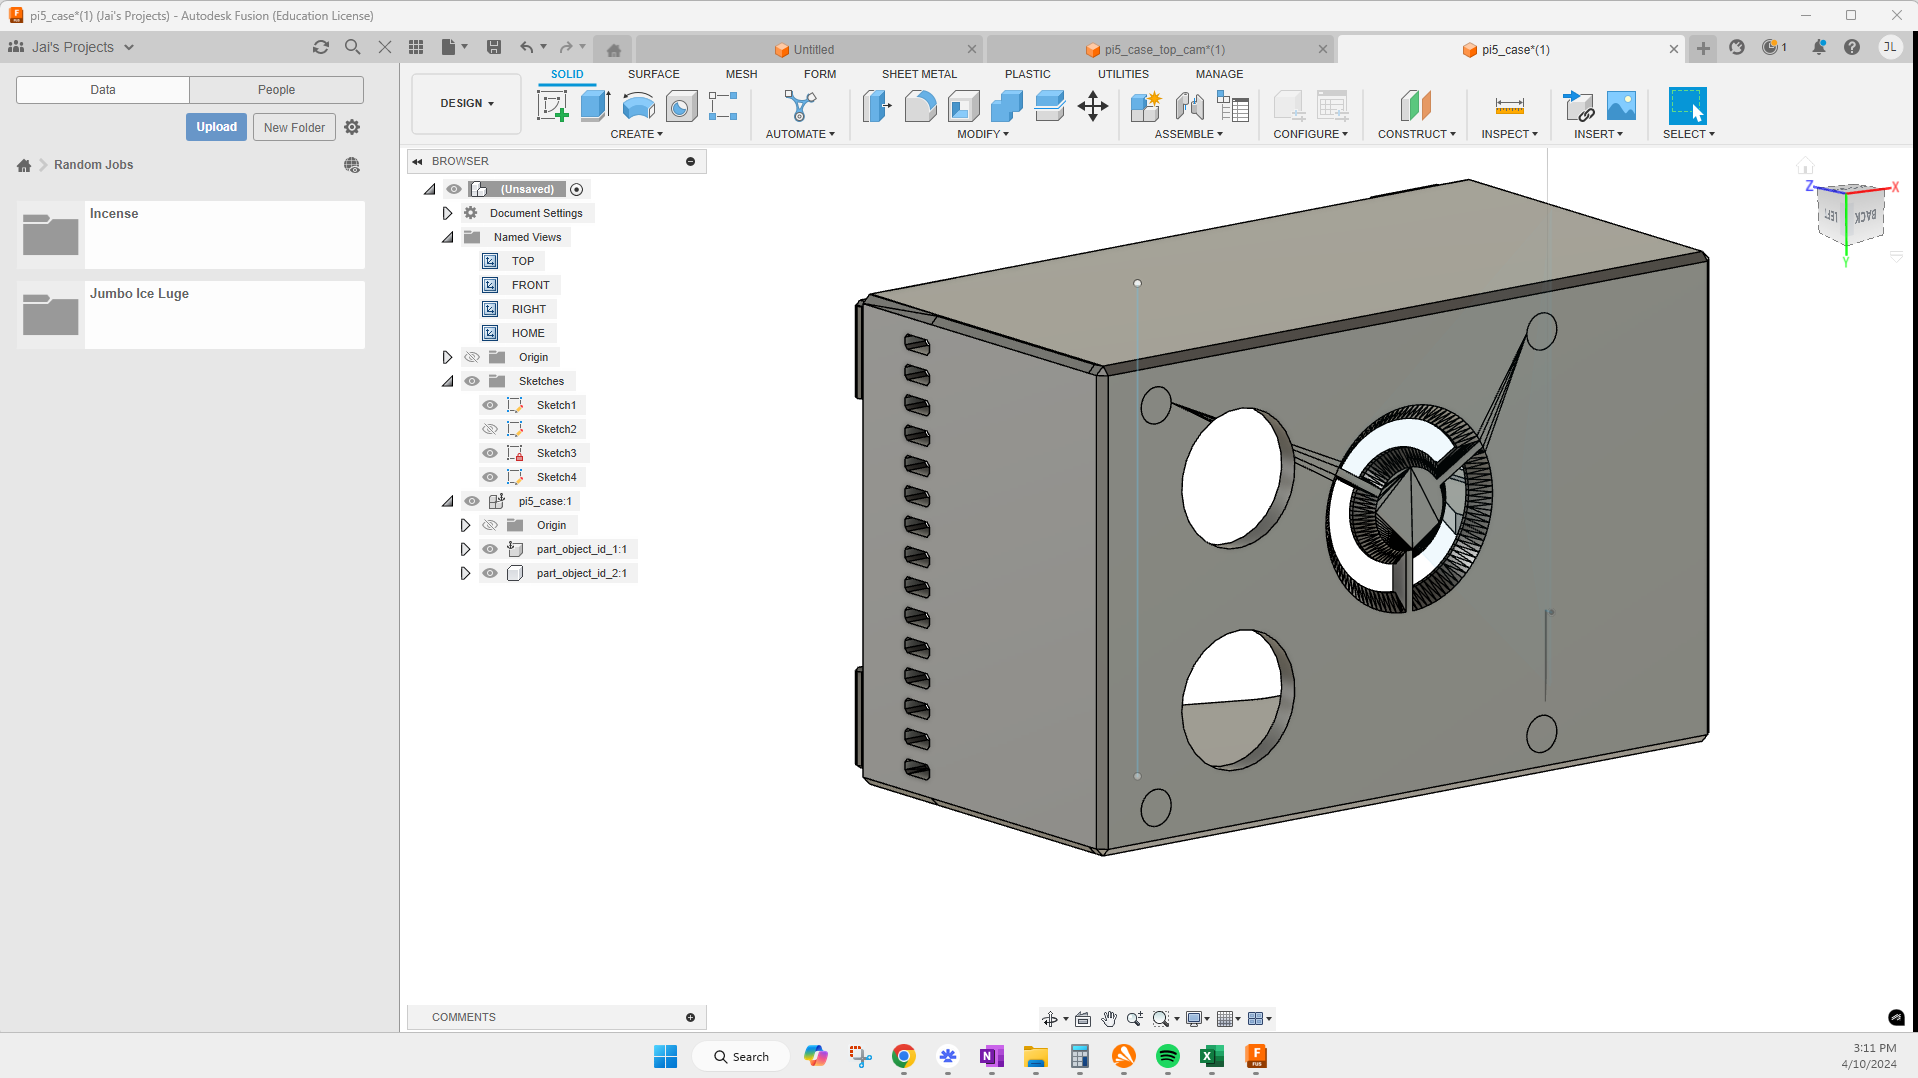 pi5_case*(1) (Jai's Projects) - Autodesk Fusion (Education License)
Jai's Projects
Untitled
pi5_case_top_cam*(1)
pi5_case*(1)
1
JL
Data
People
Upload
New Folder
Random Jobs
Incense
Jumbo Ice Luge
DESIGN
SOLID
SURFACE
MESH
FORM
SHEET METAL
PLASTIC
UTILITIES
MANAGE
CREATE
AUTOMATE
MODIFY
ASSEMBLE
CONFIGURE
CONSTRUCT
INSPECT
INSERT
SELECT
BROWSER
(Unsaved)
Document Settings
Named Views
TOP
FRONT
RIGHT
HOME
Origin
Sketches
Sketch1
Sketch2
Sketch3
Sketch4
pi5_case:1
Origin
part_object_id_1:1
part_object_id_2:1
Z
X
LEFT
BACK
Y
COMMENTS
Search
3:11 PM
4/10/2024